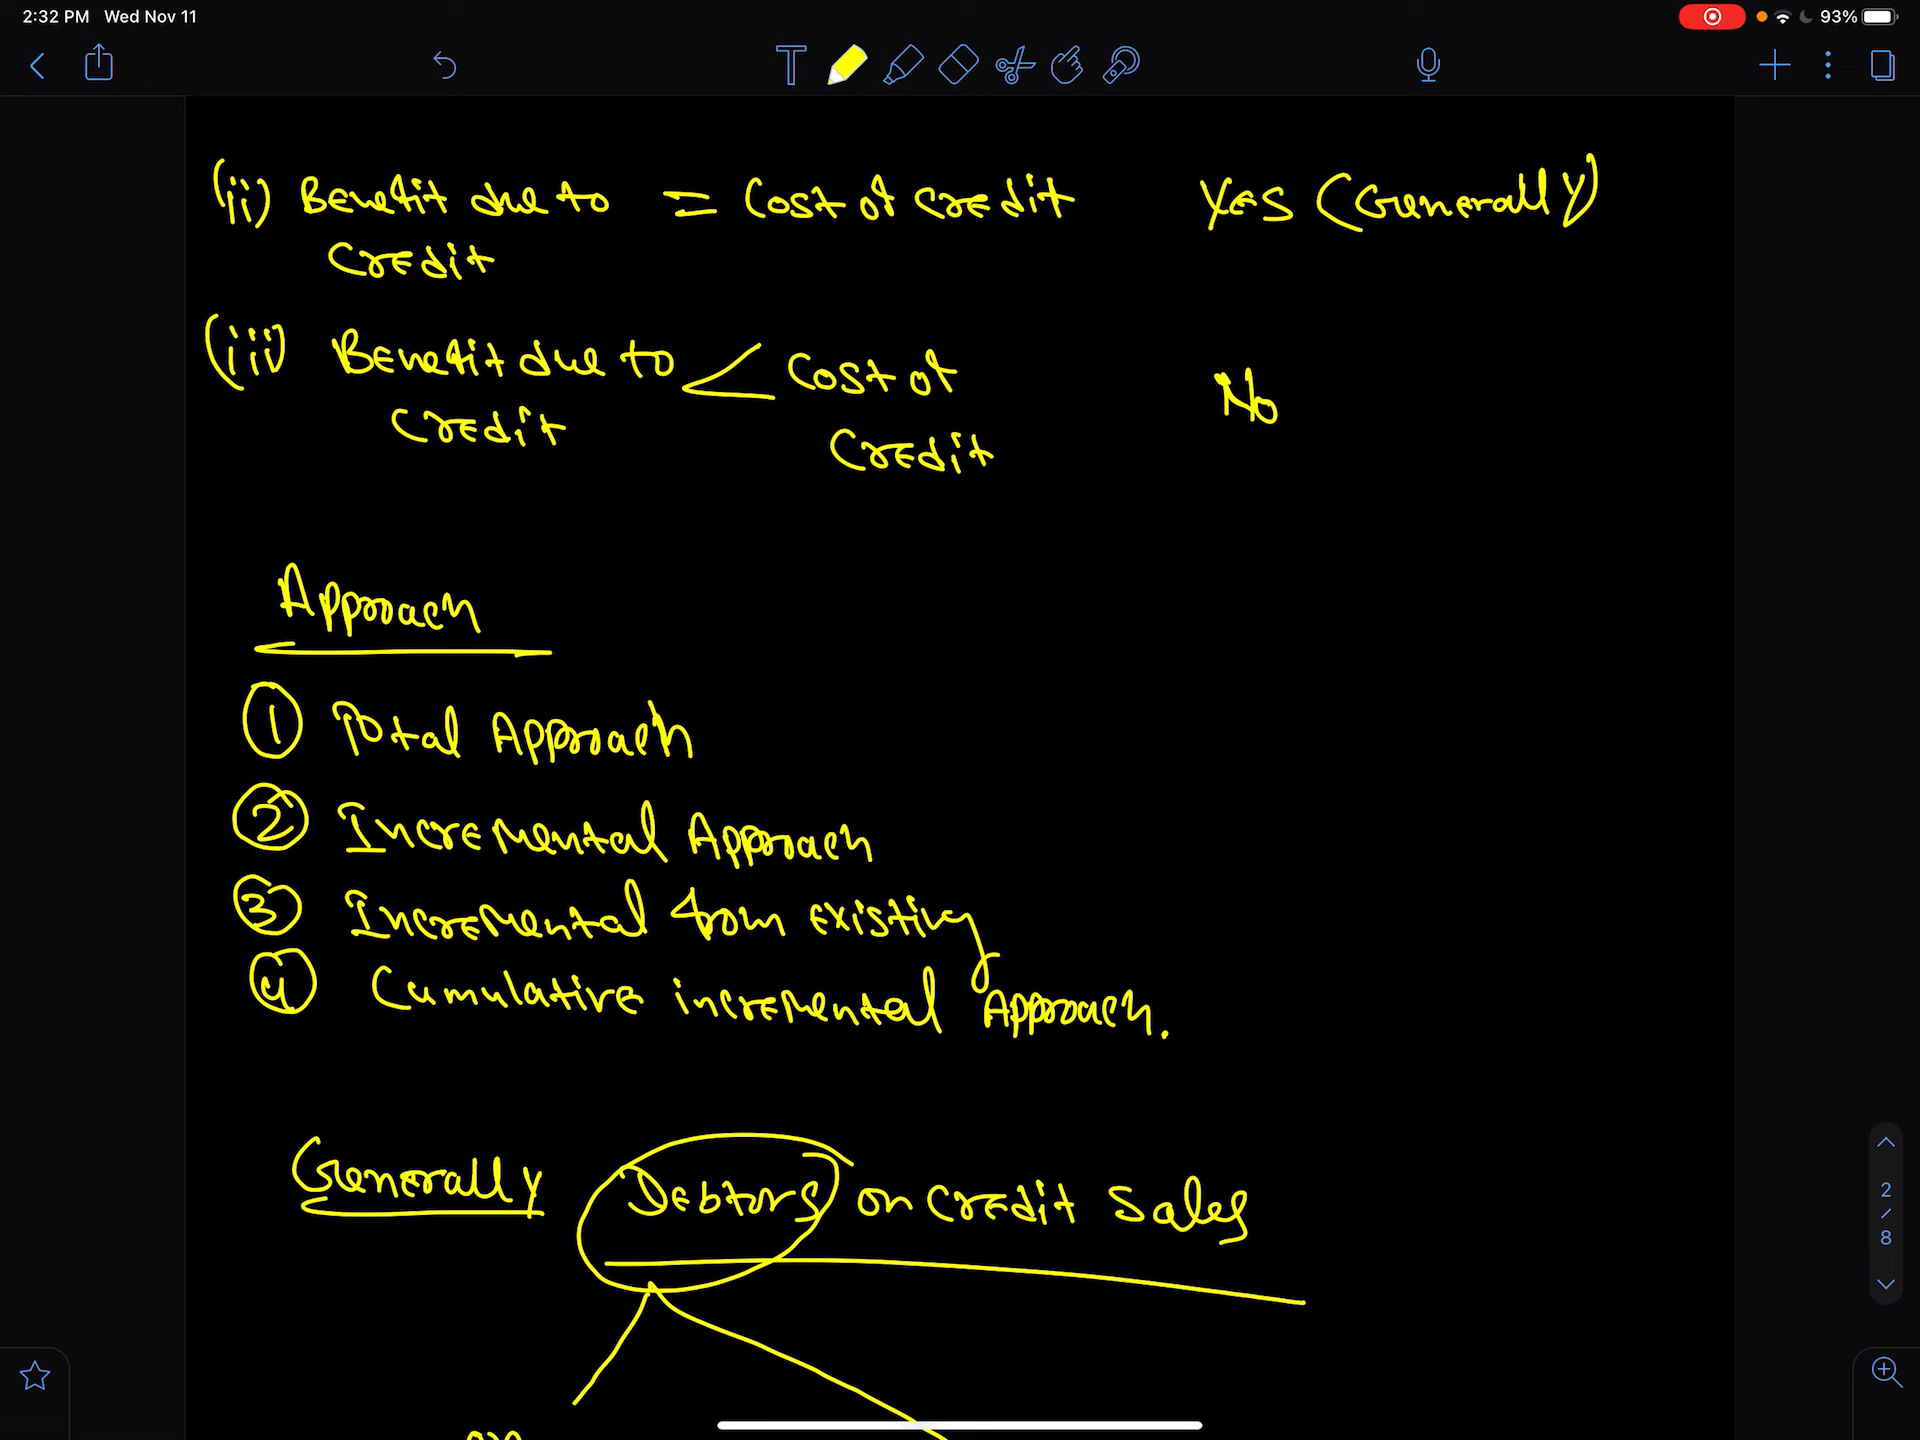 2:32 PM Wed Nov 11
93%
T
(ii) Benefit due to = Cost of credit YES (Generally)
Credit
(iii) Benefit due to < Cost of
Credit Credit
No
Approach
① Total Approach
② Incremental Approach
③ Incremental from existing
④ Cumulative incremental Approach.
Generally Debtors on credit Sales
2
/
8